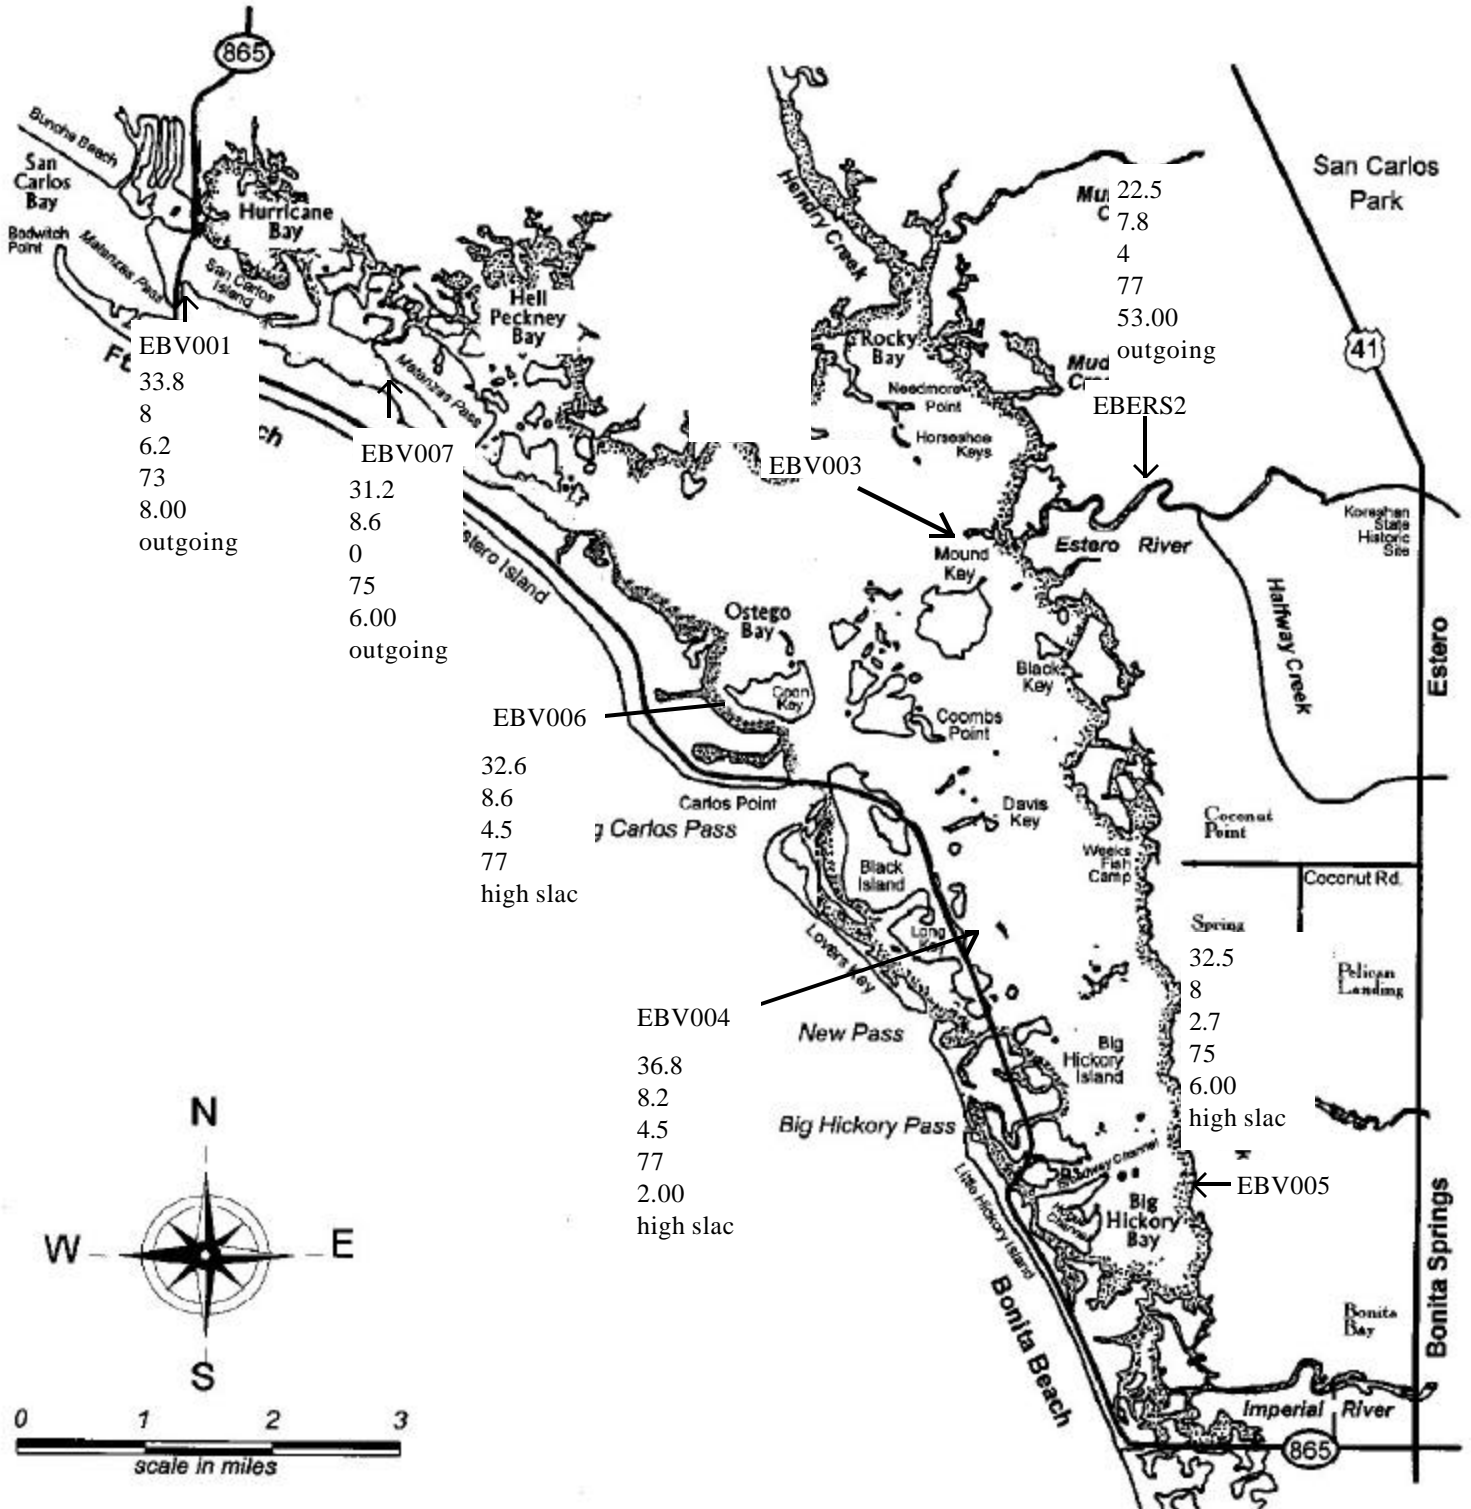 865
Bunche Beach
San
Carlos
Bay
Bodwitch
Point
Matanzas Pass
Hurricane
Bay
San Carlos
Island
Hell
Peckney
Bay
Matanzas Pass
Hendry Creek
San Carlos
Park
22.5
7.8
4
77
53.00
outgoing
EBERS2
41
Rocky
Bay
Needmore
Point
Horseshoe
Keys
EBV001
33.8
8
6.2
73
8.00
outgoing
EBV007
31.2
8.6
0
75
6.00
outgoing
EBV003
Mound
Key
Estero River
Koreshan
State
Historic
Site
Halfway Creek
Estero
stero Island
Ostego
Bay
Coon
Key
Black
Key
Coombs
Point
EBV006
32.6
8.6
4.5
77
high slac
Carlos Point
g Carlos Pass
Davis
Key
Black
Island
Weeks
Fish
Camp
Coconut
Point
Coconut Rd.
Long
Key
Lovers Key
Spring
32.5
8
2.7
75
6.00
high slac
Pelican
Landing
EBV004
36.8
8.2
4.5
77
2.00
high slac
New Pass
Big
Hickory
Island
Big Hickory Pass
Channel
EBV005
Big
Hickory
Bay
Channel
Little Hickory Island
Bonita Beach
Bonita Springs
Bonita
Bay
Imperial River
865
N
W
E
S
0 1 2 3
scale in miles